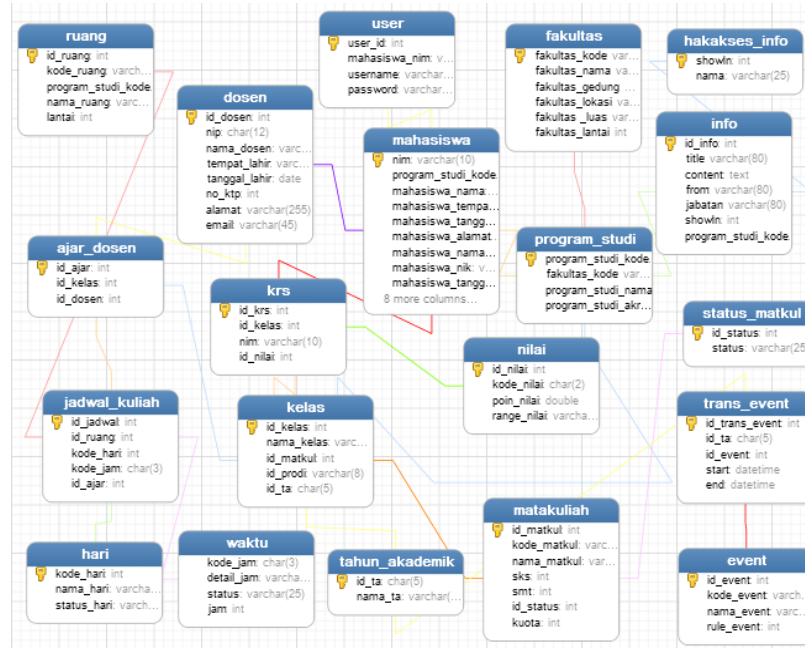 ruang
id_ruang: int
kode_ruang: varch...
program_studi_kode
nama_ruang: varc...
lantai: int
user
user_id: int
mahasiswa_nim: v...
username: varchar...
password: varchar...
fakultas
fakultas_kode var...
fakultas_nama va...
fakultas_gedung ...
fakultas_lokasi va...
fakultas_luas var...
fakultas_lantai int
hakakses_info
showIn: int
nama: varchar(25)
dosen
id_dosen: int
nip: char(12)
nama_dosen: varc...
tempat_lahir: varc...
tanggal_lahir: date
no_ktp: int
alamat: varchar(255)
email: varchar(45)
mahasiswa
nim: varchar(10)
program_studi_kode
mahasiswa_nama: ...
mahasiswa_tempa...
mahasiswa_tangg...
mahasiswa_alamat...
mahasiswa_nama...
mahasiswa_nik: v...
mahasiswa_tangg...
8 more columns...
info
id_info: int
title varchar(80)
content: text
from: varchar(80)
jabatan: varchar(80)
showIn: int
program_studi_kode
ajar_dosen
id_ajar: int
id_kelas: int
id_dosen: int
krs
id_krs: int
id_kelas: int
nim: varchar(10)
id_nilai: int
program_studi
program_studi_kode
fakultas_kode: var...
program_studi_nama
program_studi_akr...
status_matkul
id_status: int
status: varchar(25
nilai
id_nilai: int
kode_nilai: char(2)
poin_nilai: double
range_nilai: varcha...
jadwal_kuliah
id_jadwal: int
id_ruang: int
kode_hari: int
kode_jam: char(3)
id_ajar: int
kelas
id_kelas: int
nama_kelas: varc...
id_matkul: int
id_prodi: varchar(8)
id_ta: char(5)
trans_event
id_trans_event: int
id_ta: char(5)
id_event: int
start: datetime
end: datetime
hari
kode_hari: int
nama_hari: varcha...
status_hari: varch...
waktu
kode_jam: char(3)
detail_jam: varcha...
status: varchar(25)
jam: int
tahun_akademik
id_ta: char(5)
nama_ta: varchar(...
matakuliah
id_matkul: int
kode_matkul: varc...
nama_matkul: var...
sks: int
smt: int
id_status: int
kuota: int
event
id_event: int
kode_event: varch...
nama_event: varc...
rule_event: int